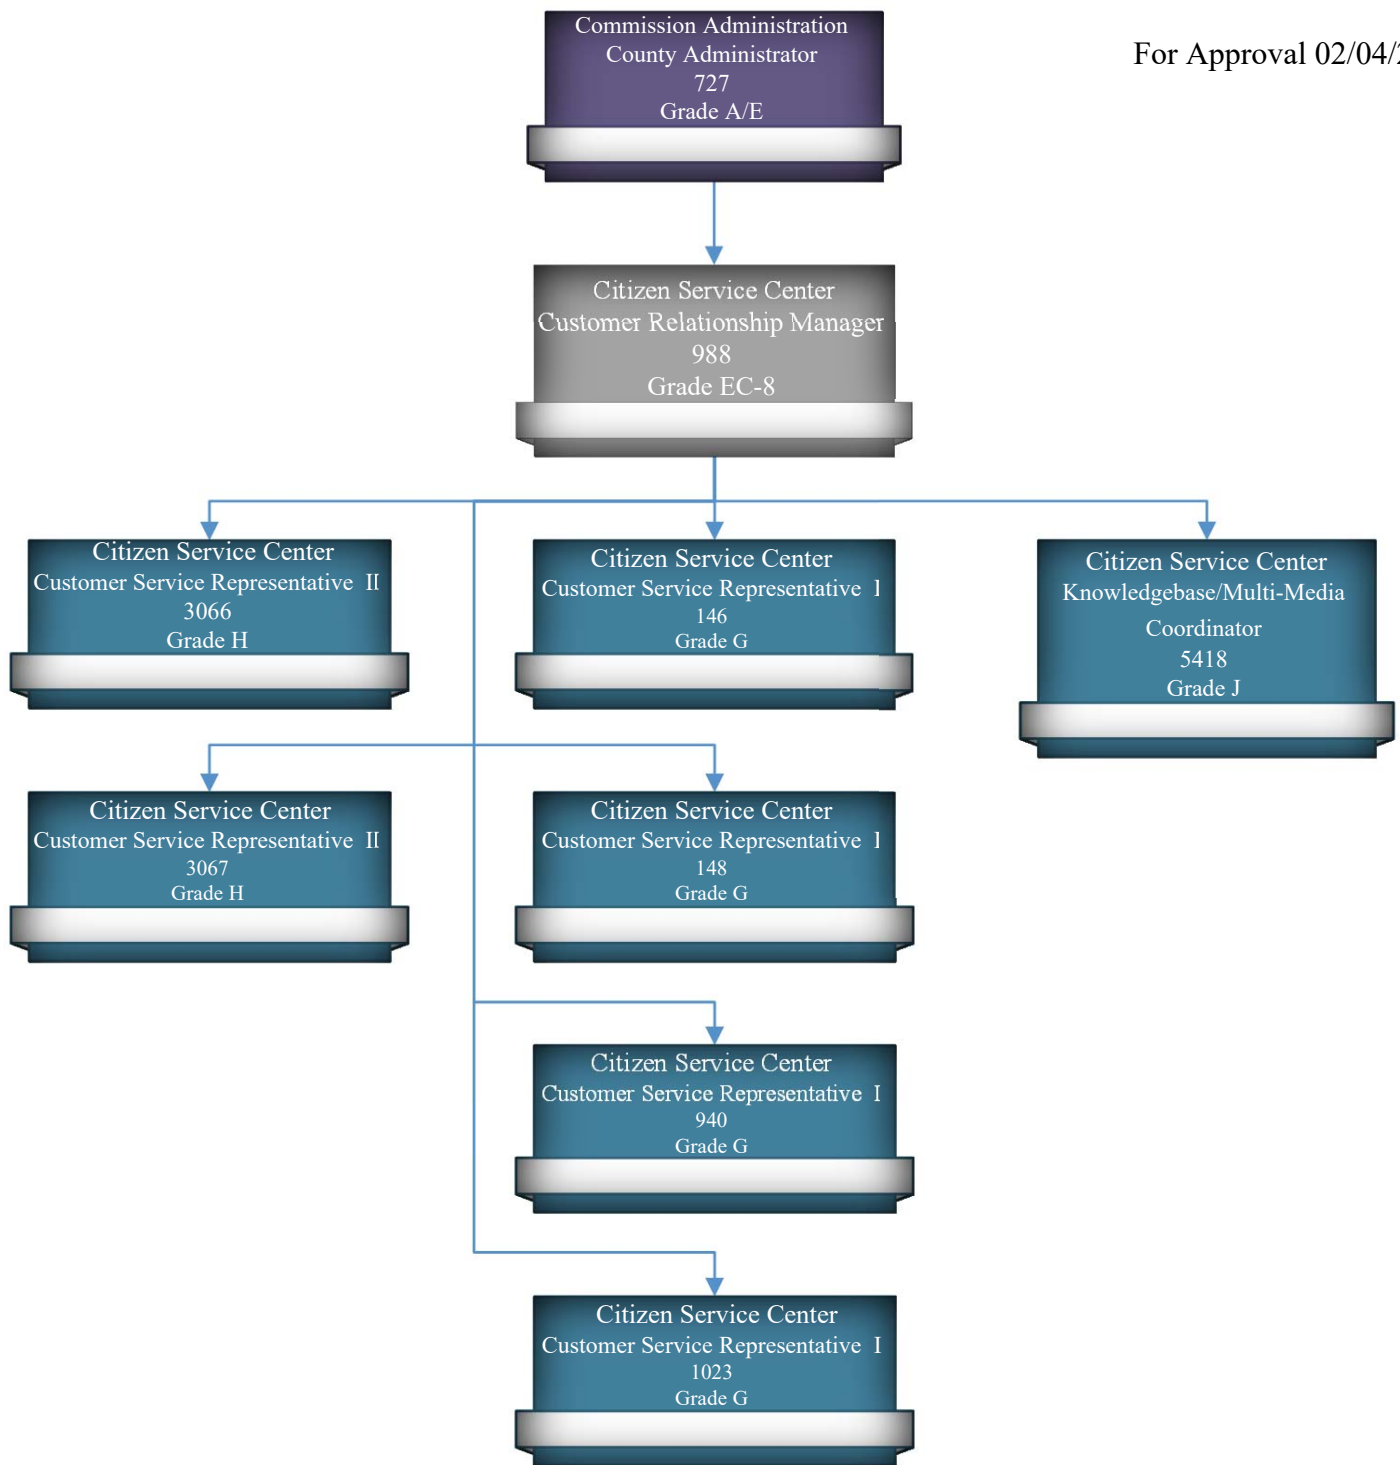 Commission Administration
County Administrator
727
Grade A/E
For Approval 02/04/
Citizen Service Center
Customer Relationship Manager
988
Grade EC-8
Citizen Service Center
Customer Service Representative II
3066
Grade H
Citizen Service Center
Customer Service Representative I
146
Grade G
Citizen Service Center
Knowledgebase/Multi-Media
Coordinator
5418
Grade J
Citizen Service Center
Customer Service Representative II
3067
Grade H
Citizen Service Center
Customer Service Representative I
148
Grade G
Citizen Service Center
Customer Service Representative I
940
Grade G
Citizen Service Center
Customer Service Representative I
1023
Grade G